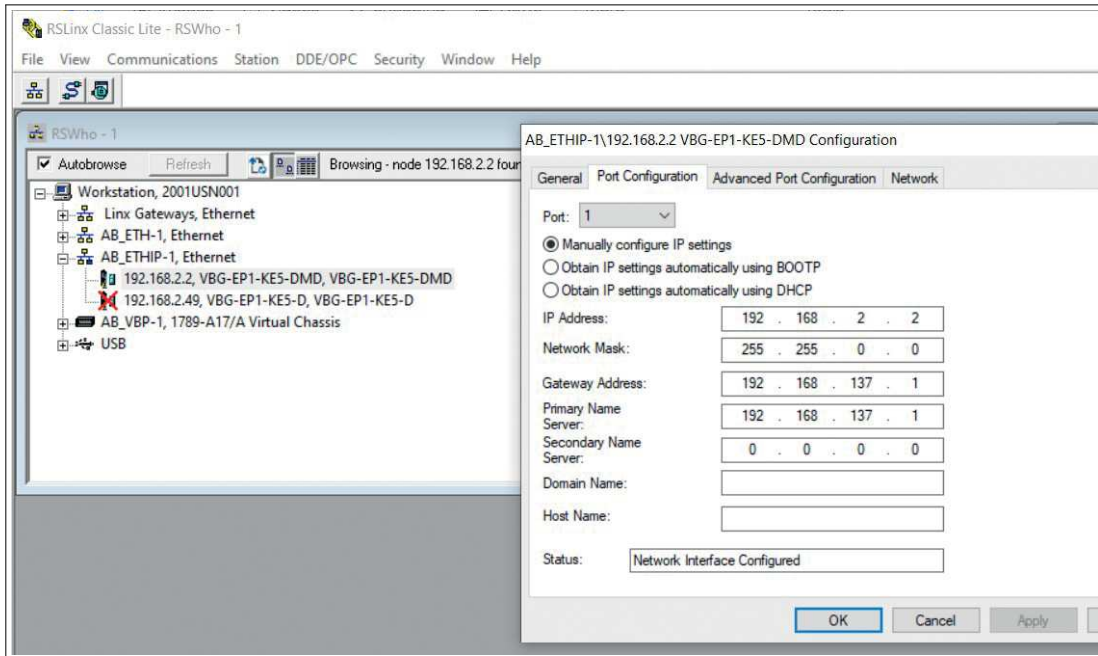 RSLinx Classic Lite - RSWho - 1
File View Communications Station DDE/OPC Security Window Help
RSWho - 1
Autobrowse Refresh Browsing - node 192.168.2.2 four
Workstation, 2001USN001
Linx Gateways, Ethernet
AB_ETH-1, Ethernet
AB_ETHIP-1, Ethernet
192.168.2.2, VBG-EP1-KE5-DMD, VBG-EP1-KE5-DMD
192.168.2.49, VBG-EP1-KE5-D, VBG-EP1-KE5-D
AB_VBP-1, 1789-A17/A Virtual Chassis
USB
AB_ETHIP-1\192.168.2.2 VBG-EP1-KE5-DMD Configuration
General Port Configuration Advanced Port Configuration Network
Port: 1
Manually configure IP settings
Obtain IP settings automatically using BOOTP
Obtain IP settings automatically using DHCP
IP Address: 192 . 168 . 2 . 2
Network Mask: 255 . 255 . 0 . 0
Gateway Address: 192 . 168 . 137 . 1
Primary Name
Server: 192 . 168 . 137 . 1
Secondary Name
Server: 0 . 0 . 0 . 0
Domain Name:
Host Name:
Status: Network Interface Configured
OK Cancel Apply